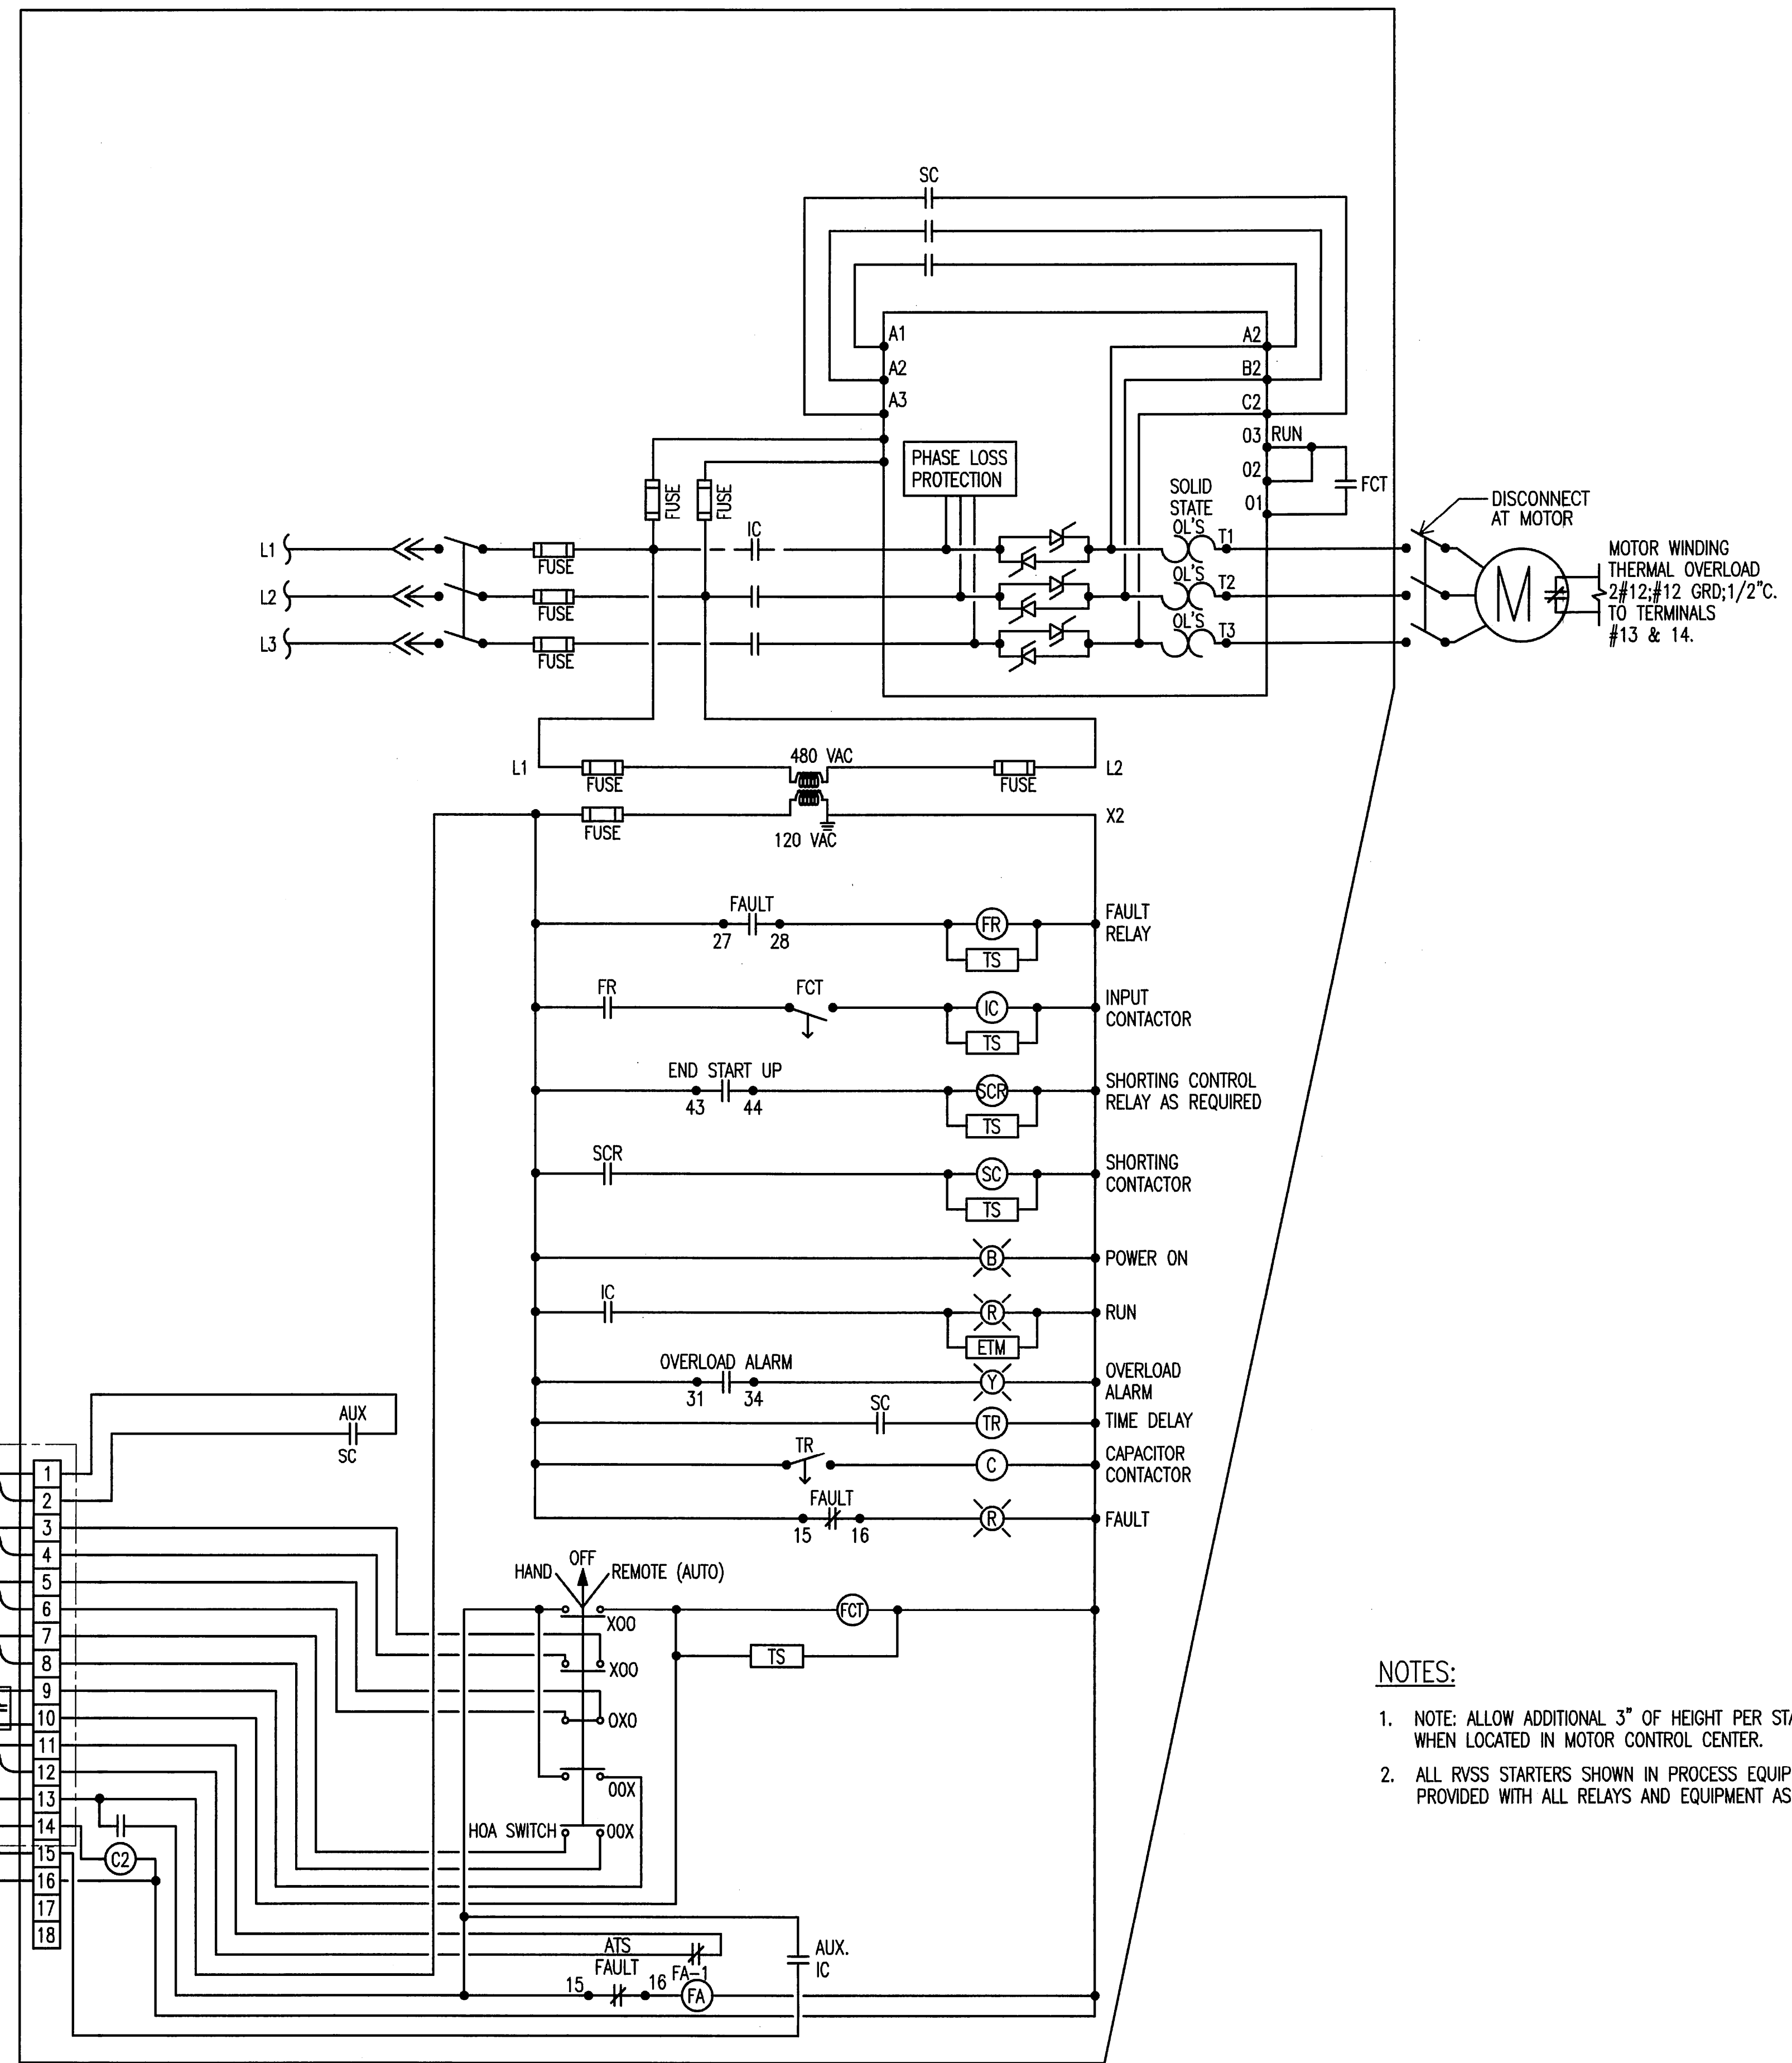 SC
A1
A2
A2
B2
A3
C2
03 RUN
PHASE LOSS
PROTECTION
02
FCT
SOLID
STATE
01
FUSE
FUSE
DISCONNECT
AT MOTOR
IC
OL'S
T1
L1
FUSE
MOTOR WINDING
THERMAL OVERLOAD
2#12;#12 GRD;1/2"C.
TO TERMINALS
#13 & 14.
OL'S
T2
M
L2
FUSE
OL'S
T3
L3
FUSE
480 VAC
L1
L2
FUSE
FUSE
X2
FUSE
120 VAC
FAULT
27 28
FR
FAULT
RELAY
TS
FR
FCT
IC
INPUT
CONTACTOR
TS
END START UP
43 44
SCR
SHORTING CONTROL
RELAY AS REQUIRED
TS
SCR
SC
SHORTING
CONTACTOR
TS
B
POWER ON
IC
R
RUN
ETM
OVERLOAD ALARM
31 34
Y
OVERLOAD
ALARM
SC
TR
TIME DELAY
AUX
SC
TR
C
CAPACITOR
CONTACTOR
FAULT
15 16
R
FAULT
1
2
3
4
5
6
7
8
9
10
11
12
13
14
15
16
17
18
C2
HAND
OFF
REMOTE (AUTO)
XOO
FCT
XOO
TS
OXO
OOX
HOA SWITCH
OOX
ATS
FAULT
15 16
FA-1
FA
AUX.
IC
NOTES:
1. NOTE: ALLOW ADDITIONAL 3" OF HEIGHT PER STA
WHEN LOCATED IN MOTOR CONTROL CENTER.
2. ALL RVSS STARTERS SHOWN IN PROCESS EQUIP
PROVIDED WITH ALL RELAYS AND EQUIPMENT AS